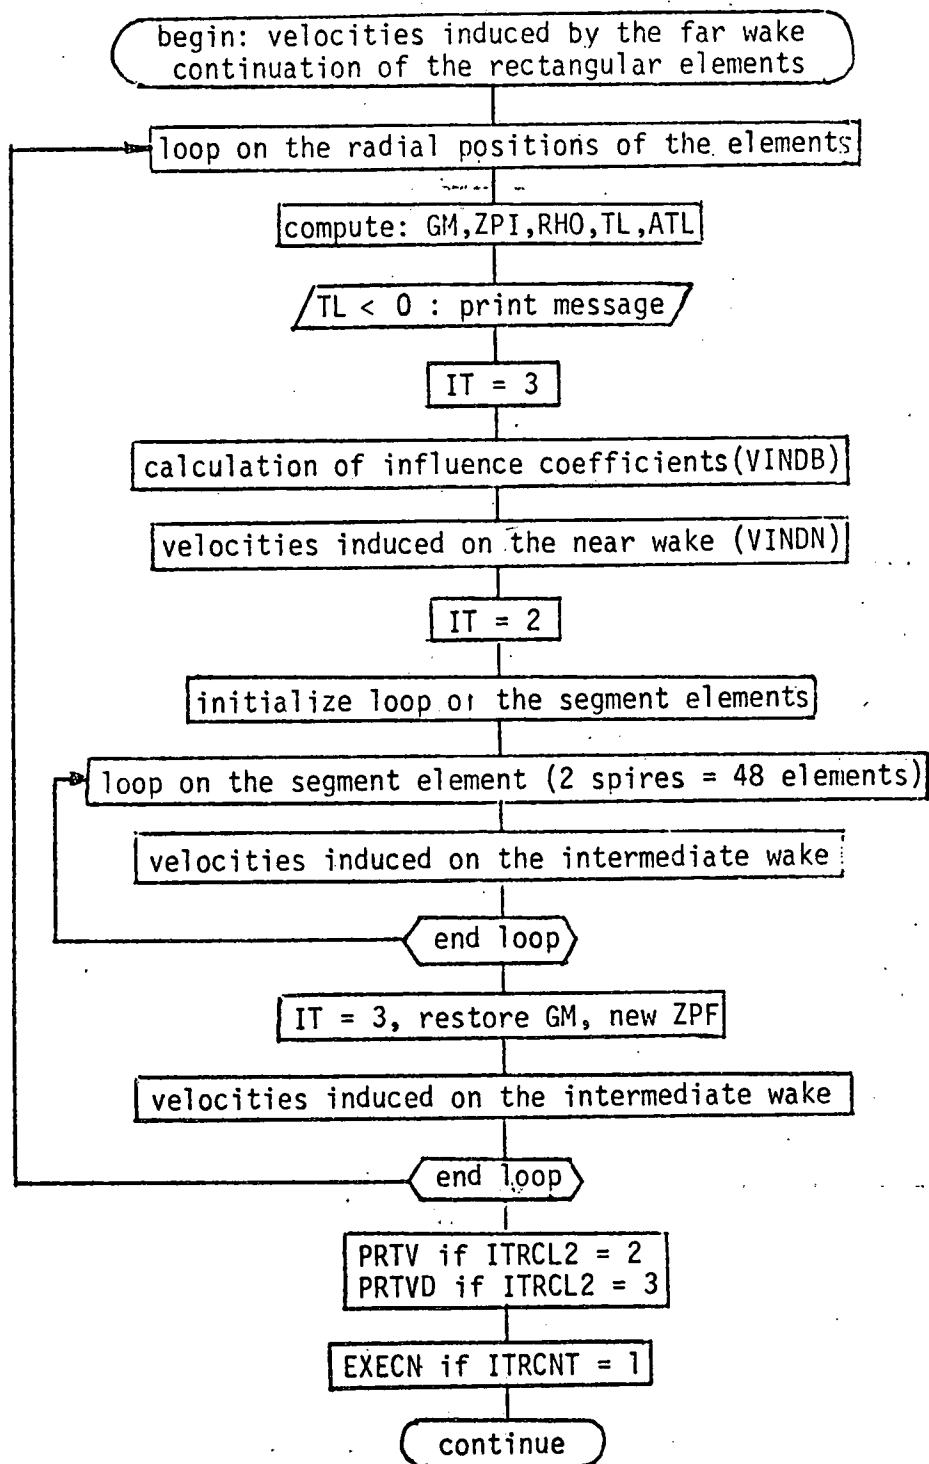 begin: velocities induced by the far wake
continuation of the rectangular elements
loop on the radial positions of the elements
compute: GM,ZPI,RHO,TL,ATL
TL < 0 : print message
IT = 3
calculation of influence coefficients(VINDB)
velocities induced on the near wake (VINDN)
IT = 2
initialize loop of the segment elements
loop on the segment element (2 spires = 48 elements)
velocities induced on the intermediate wake
end loop
IT = 3, restore GM, new ZPF
velocities induced on the intermediate wake
end loop
PRTV if ITRCL2 = 2
PRTVD if ITRCL2 = 3
EXECN if ITRCNT = 1
continue